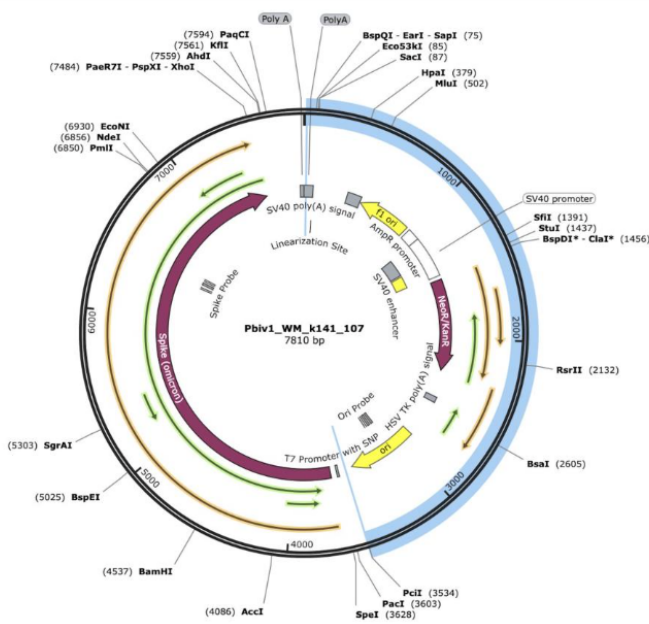 Poly A
PolyA
(7594) PaqCI
(7561) KflI
(7559) AhdI
(7484) PaeR7I - PspXI - XhoI
BspQI - EarI - SapI (75)
Eco53kI (85)
SacI (87)
HpaI (379)
MluI (502)
(6930) EcoNI
(6856) NdeI
(6850) PmlI
7000
1000
SV40 promoter
SV40 poly(A) signal
Linearization Site
f1 ori
AmpR promoter
SfiI (1391)
StuI (1437)
BspDI* - ClaI* (1456)
SV40 enhancer
Spike Probe
NeoR/KanR
6000
2000
Pbiv1_WM_k141_107
7810 bp
Spike (omicron)
HSV TK poly(A) signal
RsrII (2132)
Ori Probe
T7 Promoter with SNP
ori
(5303) SgrAI
(5025) BspEI
5000
3000
BsaI (2605)
(4537) BamHI
4000
(4086) AccI
PciI (3534)
PacI (3603)
SpeI (3628)